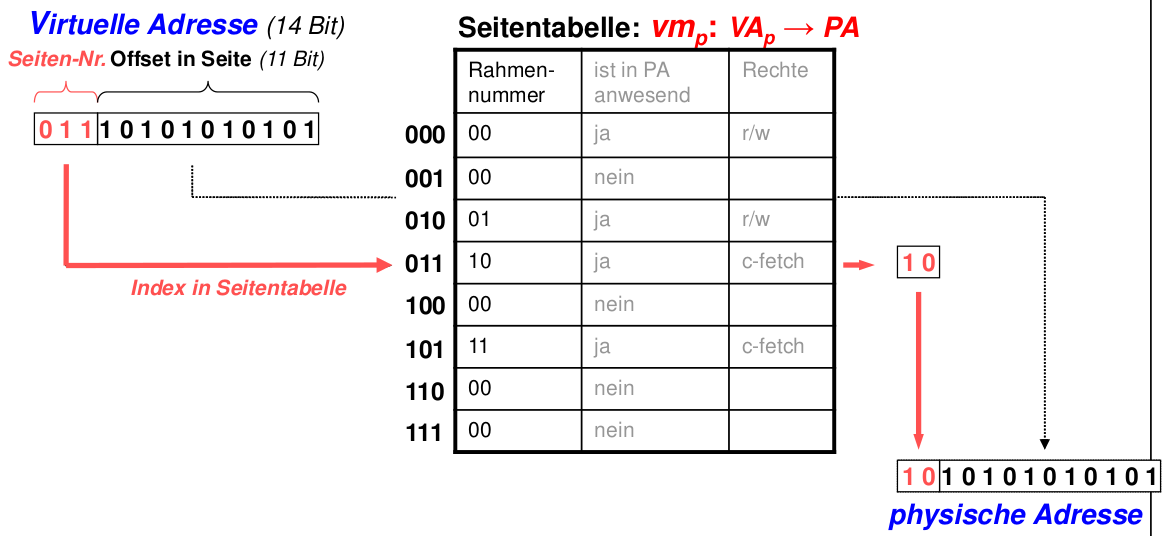 Virtuelle Adresse (14 Bit)
Seiten-Nr. Offset in Seite (11 Bit)
0 1 1 1 0 1 0 1 0 1 0 1 0 1
Index in Seitentabelle
Seitentabelle: vmp: VAp → PA
Rahmen-nummer ist in PA anwesend Rechte
000 00 ja r/w
001 00 nein
010 01 ja r/w
011 10 ja c-fetch
100 00 nein
101 11 ja c-fetch
110 00 nein
111 00 nein
1 0
1 0 1 0 1 0 1 0 1 0 1 0 1
physische Adresse